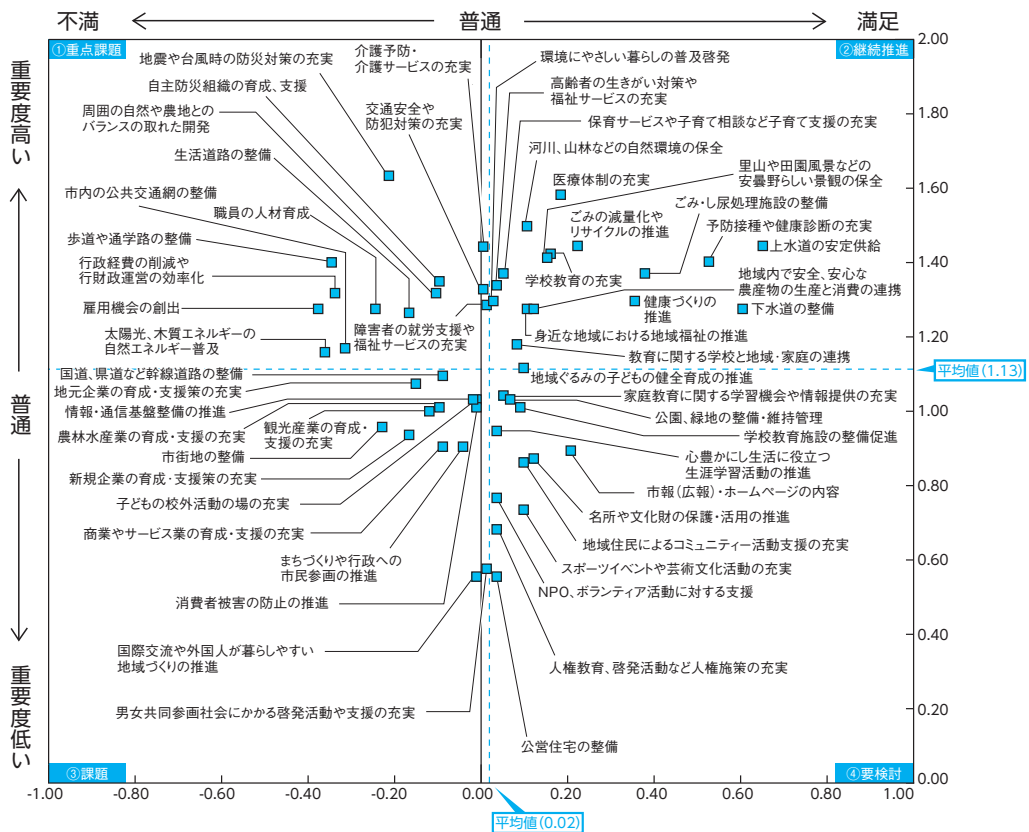 不満
普通
満足
①重点課題
②継続推進
重要度高い
普通
重要度低い
地震や台風時の防災対策の充実
自主防災組織の育成、支援
周囲の自然や農地との
バランスの取れた開発
生活道路の整備
市内の公共交通網の整備
職員の人材育成
歩道や通学路の整備
行政経費の削減や
行財政運営の効率化
雇用機会の創出
太陽光、木質エネルギーの
自然エネルギー普及
介護予防・
介護サービスの充実
交通安全や
防犯対策の充実
障害者の就労支援や
福祉サービスの充実
環境にやさしい暮らしの普及啓発
高齢者の生きがい対策や
福祉サービスの充実
保育サービスや子育て相談など子育て支援の充実
河川、山林などの自然環境の保全
医療体制の充実
里山や田園風景などの
安曇野らしい景観の保全
ごみの減量化や
リサイクルの推進
ごみ・し尿処理施設の整備
予防接種や健康診断の充実
上水道の安定供給
学校教育の充実
地域内で安全、安心な
農産物の生産と消費の連携
健康づくりの
推進
下水道の整備
身近な地域における地域福祉の推進
教育に関する学校と地域・家庭の連携
地域ぐるみの子どもの健全育成の推進
平均値(1.13)
国道、県道など幹線道路の整備
地元企業の育成・支援策の充実
情報・通信基盤整備の推進
農林水産業の育成・支援の充実
観光産業の育成・
支援の充実
市街地の整備
新規企業の育成・支援策の充実
子どもの校外活動の場の充実
商業やサービス業の育成・支援の充実
まちづくりや行政への
市民参画の推進
消費者被害の防止の推進
国際交流や外国人が暮らしやすい
地域づくりの推進
男女共同参画社会にかかる啓発活動や支援の充実
家庭教育に関する学習機会や情報提供の充実
公園、緑地の整備・維持管理
学校教育施設の整備促進
心豊かにし生活に役立つ
生涯学習活動の推進
市報(広報)・ホームページの内容
名所や文化財の保護・活用の推進
地域住民によるコミュニティー活動支援の充実
スポーツイベントや芸術文化活動の充実
NPO、ボランティア活動に対する支援
人権教育、啓発活動など人権施策の充実
公営住宅の整備
③課題
④要検討
2.00
1.80
1.60
1.40
1.20
1.00
0.80
0.60
0.40
0.20
0.00
-1.00
-0.80
-0.60
-0.40
-0.20
0.00
0.20
0.40
0.60
0.80
1.00
平均値(0.02)